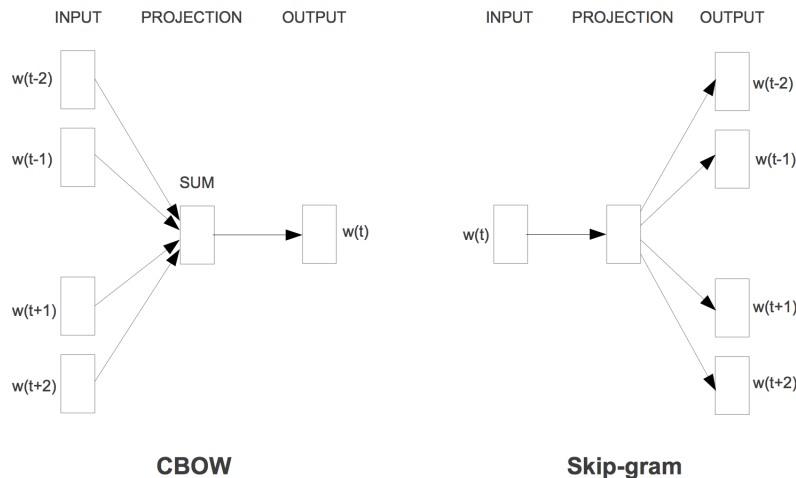 INPUT PROJECTION OUTPUT
w(t-2)
w(t-1)
SUM
w(t)
w(t+1)
w(t+2)
CBOW
INPUT PROJECTION OUTPUT
w(t-2)
w(t-1)
w(t)
w(t+1)
w(t+2)
Skip-gram